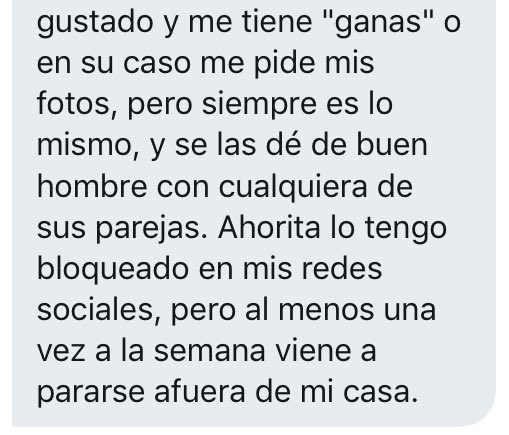 gustado y me tiene "ganas" o
en su caso me pide mis
fotos, pero siempre es lo
mismo, y se las dé de buen
hombre con cualquiera de
sus parejas. Ahorita lo tengo
bloqueado en mis redes
sociales, pero al menos una
vez a la semana viene a
pararse afuera de mi casa.